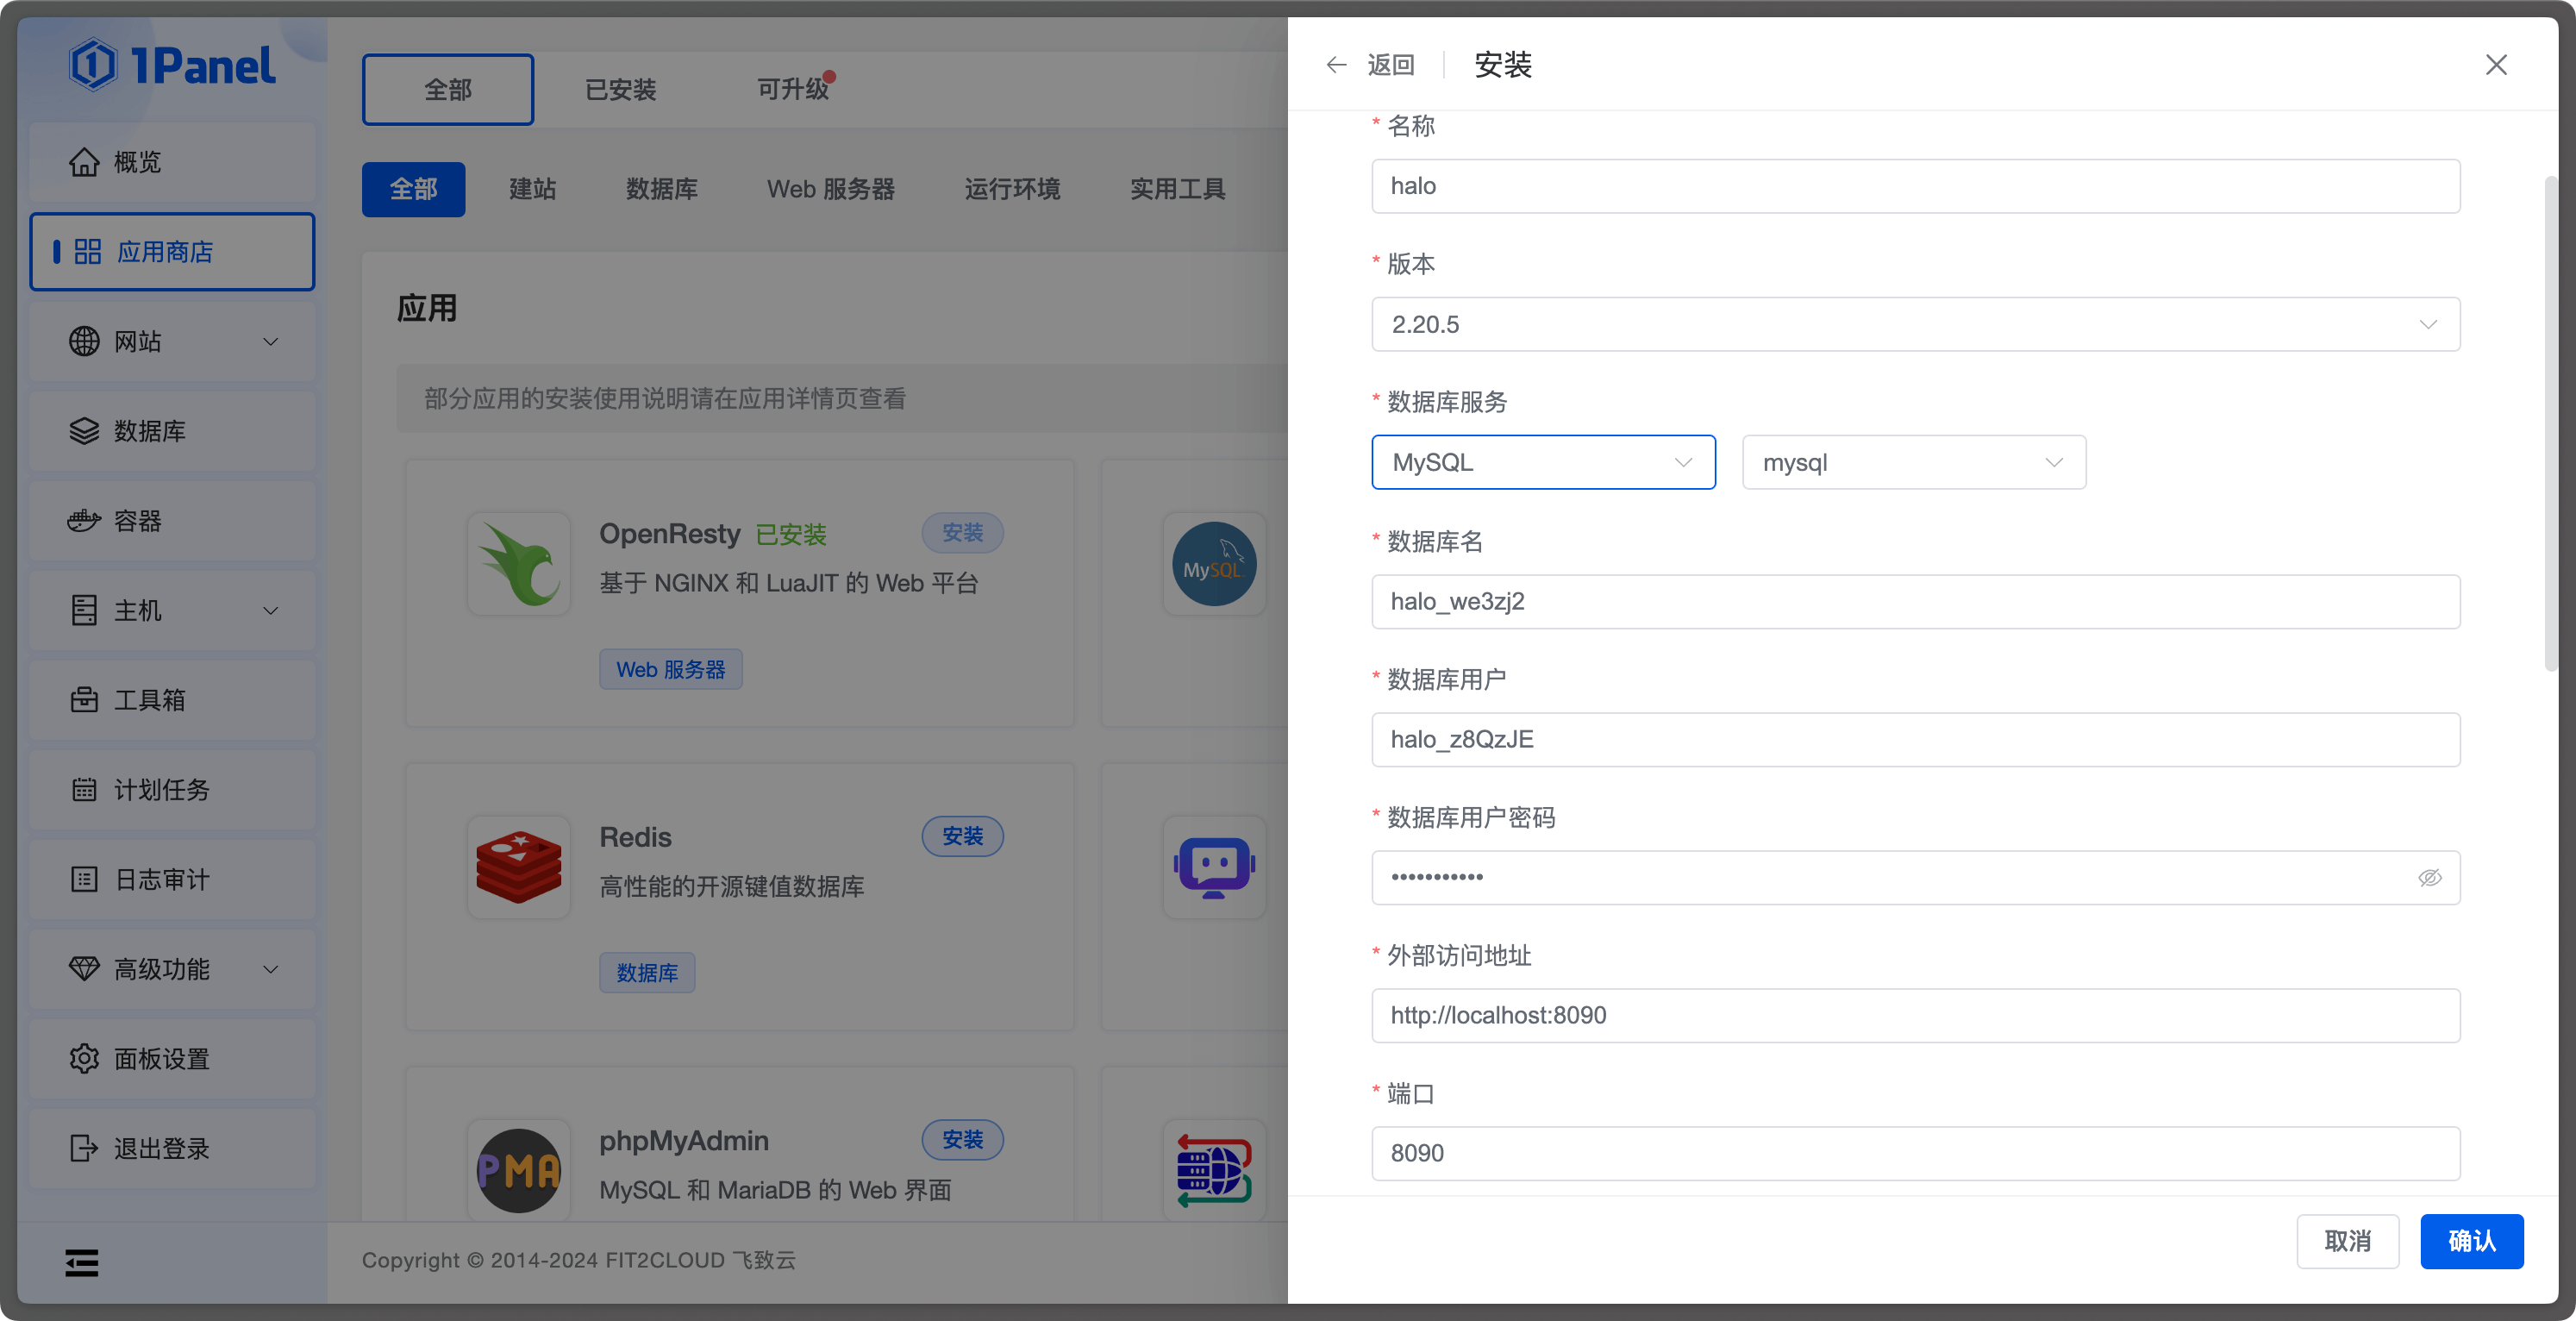 1Panel
概览
应用商店
网站
数据库
容器
主机
工具箱
计划任务
日志审计
高级功能
面板设置
退出登录
全部
已安装
可升级
全部
建站
数据库
Web 服务器
运行环境
实用工具
应用
部分应用的安装使用说明请在应用详情页查看
OpenResty 已安装
安装
基于 NGINX 和 LuaJIT 的 Web 平台
Web 服务器
MySQL
Redis
安装
高性能的开源键值数据库
数据库
PMA
phpMyAdmin
安装
MySQL 和 MariaDB 的 Web 界面
Copyright © 2014-2024 FIT2CLOUD 飞致云
返回
安装
* 名称
halo
* 版本
2.20.5
* 数据库服务
MySQL
mysql
* 数据库名
halo_we3zj2
* 数据库用户
halo_z8QzJE
* 数据库用户密码
•••••••••••
* 外部访问地址
http://localhost:8090
* 端口
8090
取消
确认